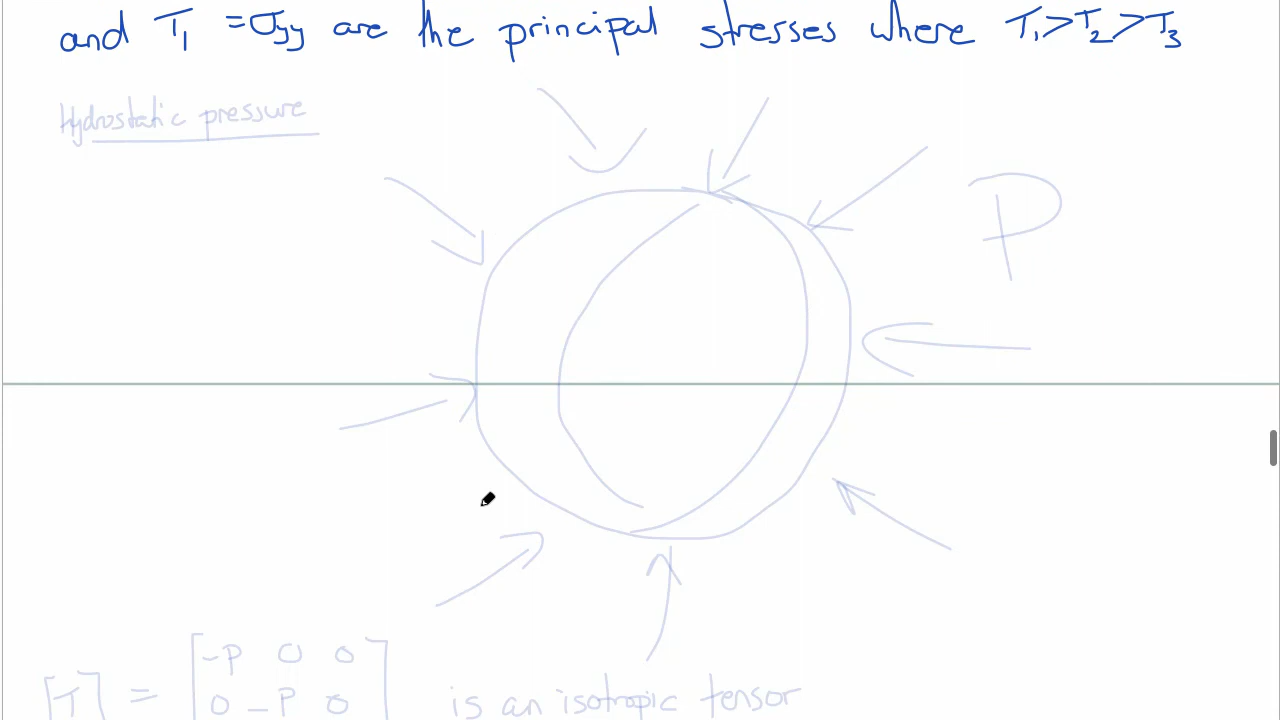 and T₁ = σyy are the principal stresses where T₁>T₂>T₃
Hydrostatic pressure
P
[T] = [-P 0 0
0 -P 0
is an isotropic tensor